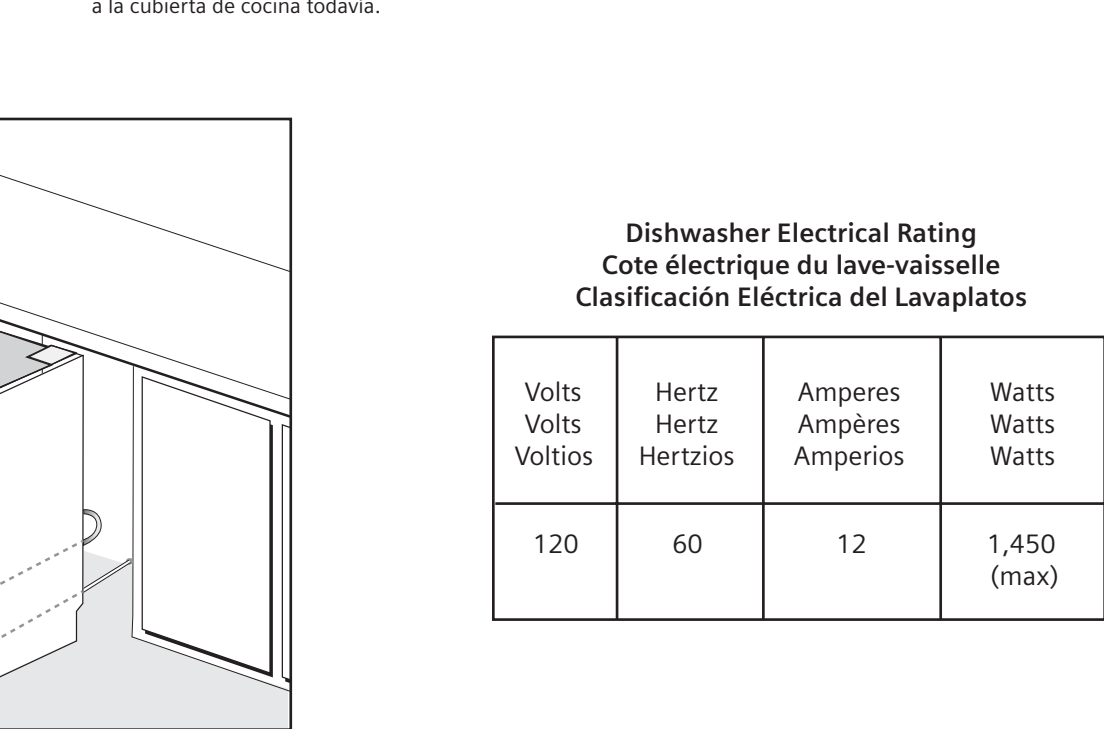 a la cubierta de cocina todavía.
Dishwasher Electrical Rating
Cote électrique du lave-vaisselle
Clasificación Eléctrica del Lavaplatos
Volts Hertz Amperes Watts
Volts Hertz Ampères Watts
Voltios Hertzios Amperios Watts
120 60 12 1,450
(max)